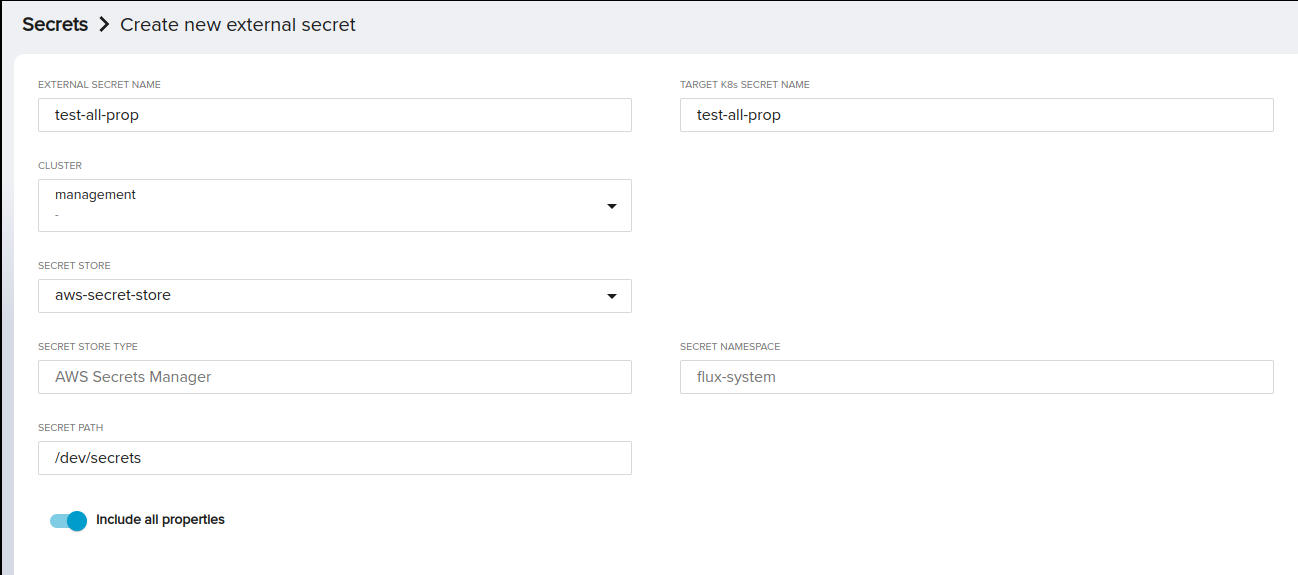 Secrets > Create new external secret
EXTERNAL SECRET NAME
test-all-prop
TARGET K8s SECRET NAME
test-all-prop
CLUSTER
management
-
SECRET STORE
aws-secret-store
SECRET STORE TYPE
AWS Secrets Manager
SECRET NAMESPACE
flux-system
SECRET PATH
/dev/secrets
Include all properties